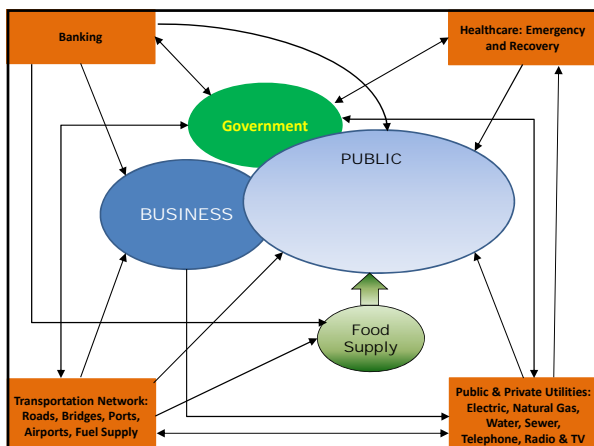 Banking
Healthcare: Emergency
and Recovery
Government
PUBLIC
BUSINESS
Food
Supply
Transportation Network:
Roads, Bridges, Ports,
Airports, Fuel Supply
Public & Private Utilities:
Electric, Natural Gas,
Water, Sewer,
Telephone, Radio & TV